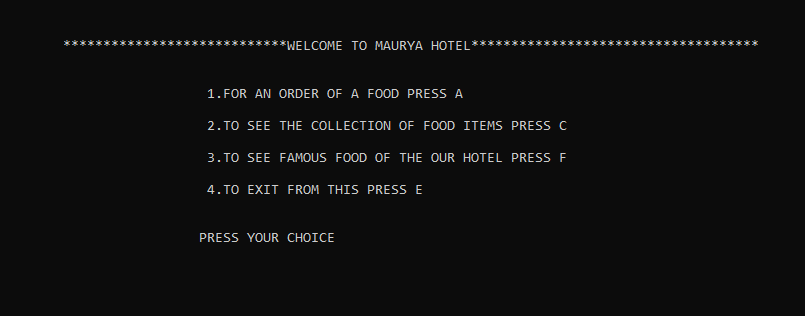 ****************************WELCOME TO MAURYA HOTEL************************************
1.FOR AN ORDER OF A FOOD PRESS A
2.TO SEE THE COLLECTION OF FOOD ITEMS PRESS C
3.TO SEE FAMOUS FOOD OF THE OUR HOTEL PRESS F
4.TO EXIT FROM THIS PRESS E
PRESS YOUR CHOICE